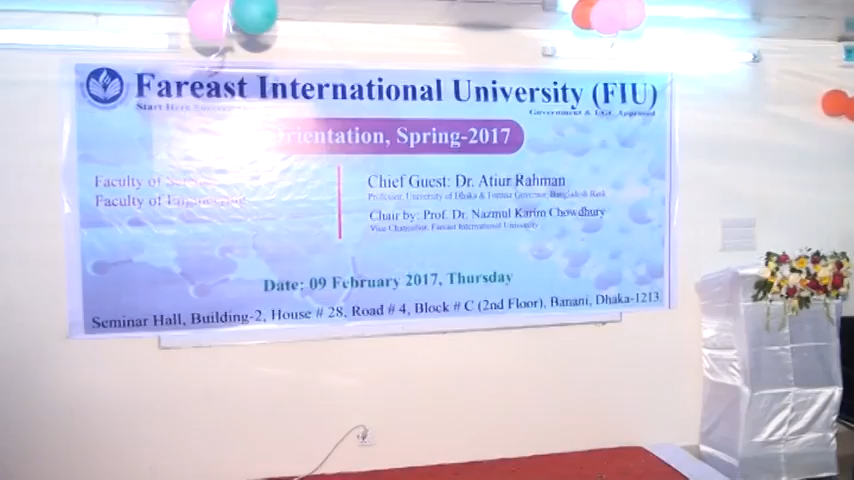 Fareast International University (FIU)
Start Here
Government & UGC Approved
Orientation, Spring-2017
Faculty of
Faculty of Engineering
Chief Guest: Dr. Atiur Rahman
Professor, University of Dhaka & Former Governor, Bangladesh Bank
Chair by: Prof. Dr. Nazmul Karim Chowdhury
Vice Chancellor, Fareast International University
Date: 09 February 2017, Thursday
Seminar Hall, Building-2, House # 28, Road # 4, Block # C (2nd Floor), Banani, Dhaka-1213